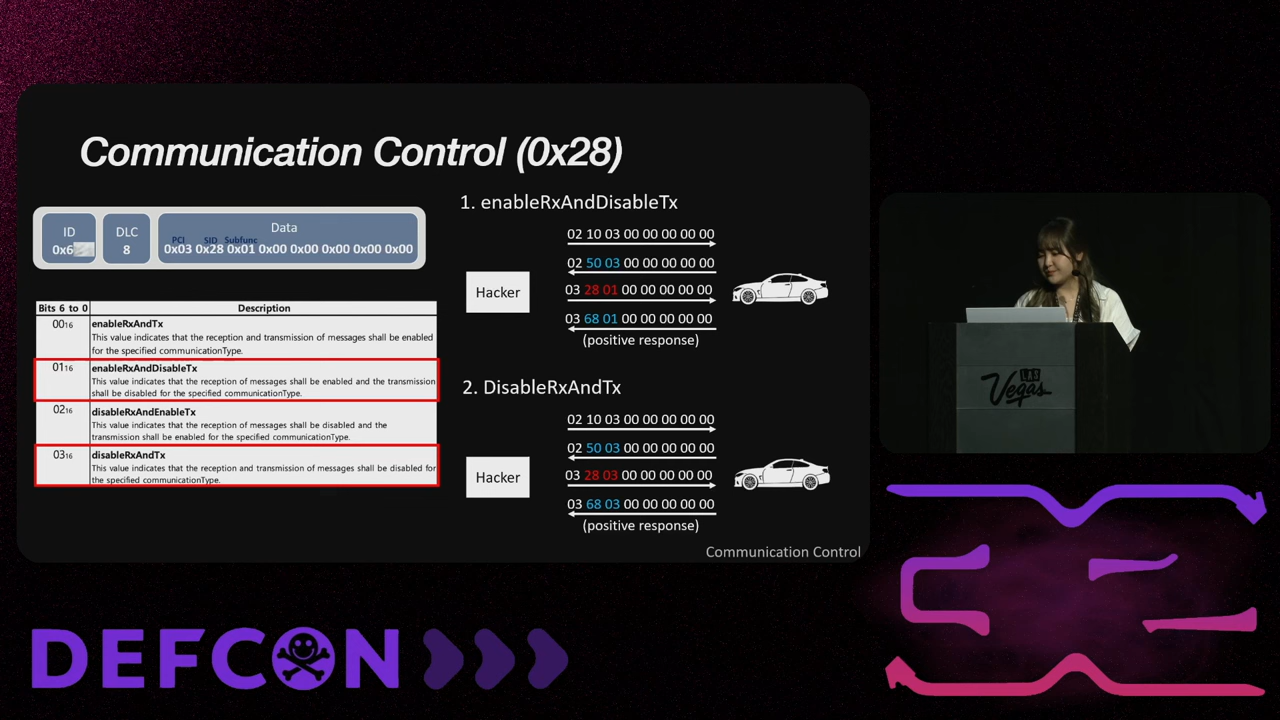 Communication Control (0x28)
ID
0x6
DLC
8
Data
PCI SID Subfunc
0x03 0x28 0x01 0x00 0x00 0x00 0x00 0x00
Bits 6 to 0 Description
00₁₆ enableRxAndTx
This value indicates that the reception and transmission of messages shall be enabled
for the specified communicationType.
01₁₆ enableRxAndDisableTx
This value indicates that the reception of messages shall be enabled and the transmission
shall be disabled for the specified communicationType.
02₁₆ disableRxAndEnableTx
This value indicates that the reception of messages shall be disabled and the
transmission shall be enabled for the specified communicationType.
03₁₆ disableRxAndTx
This value indicates that the reception and transmission of messages shall be disabled for
the specified communicationType.
1. enableRxAndDisableTx
02 10 03 00 00 00 00 00
02 50 03 00 00 00 00 00
Hacker
03 28 01 00 00 00 00 00
03 68 01 00 00 00 00 00
(positive response)
2. DisableRxAndTx
02 10 03 00 00 00 00 00
02 50 03 00 00 00 00 00
Hacker
03 28 03 00 00 00 00 00
03 68 03 00 00 00 00 00
(positive response)
Communication Control
LAS
Vegas
DEFCON